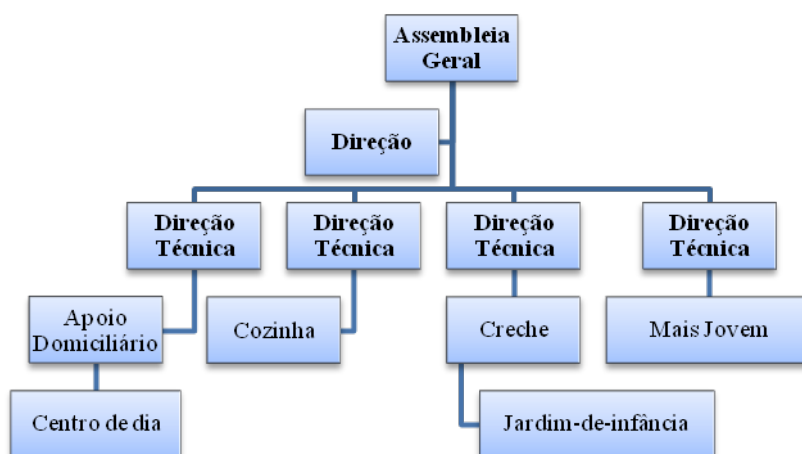 Assembleia
Geral
Direção
Direção
Técnica
Direção
Técnica
Direção
Técnica
Direção
Técnica
Apoio
Domiciliário
Cozinha
Creche
Mais Jovem
Centro de dia
Jardim-de-infância